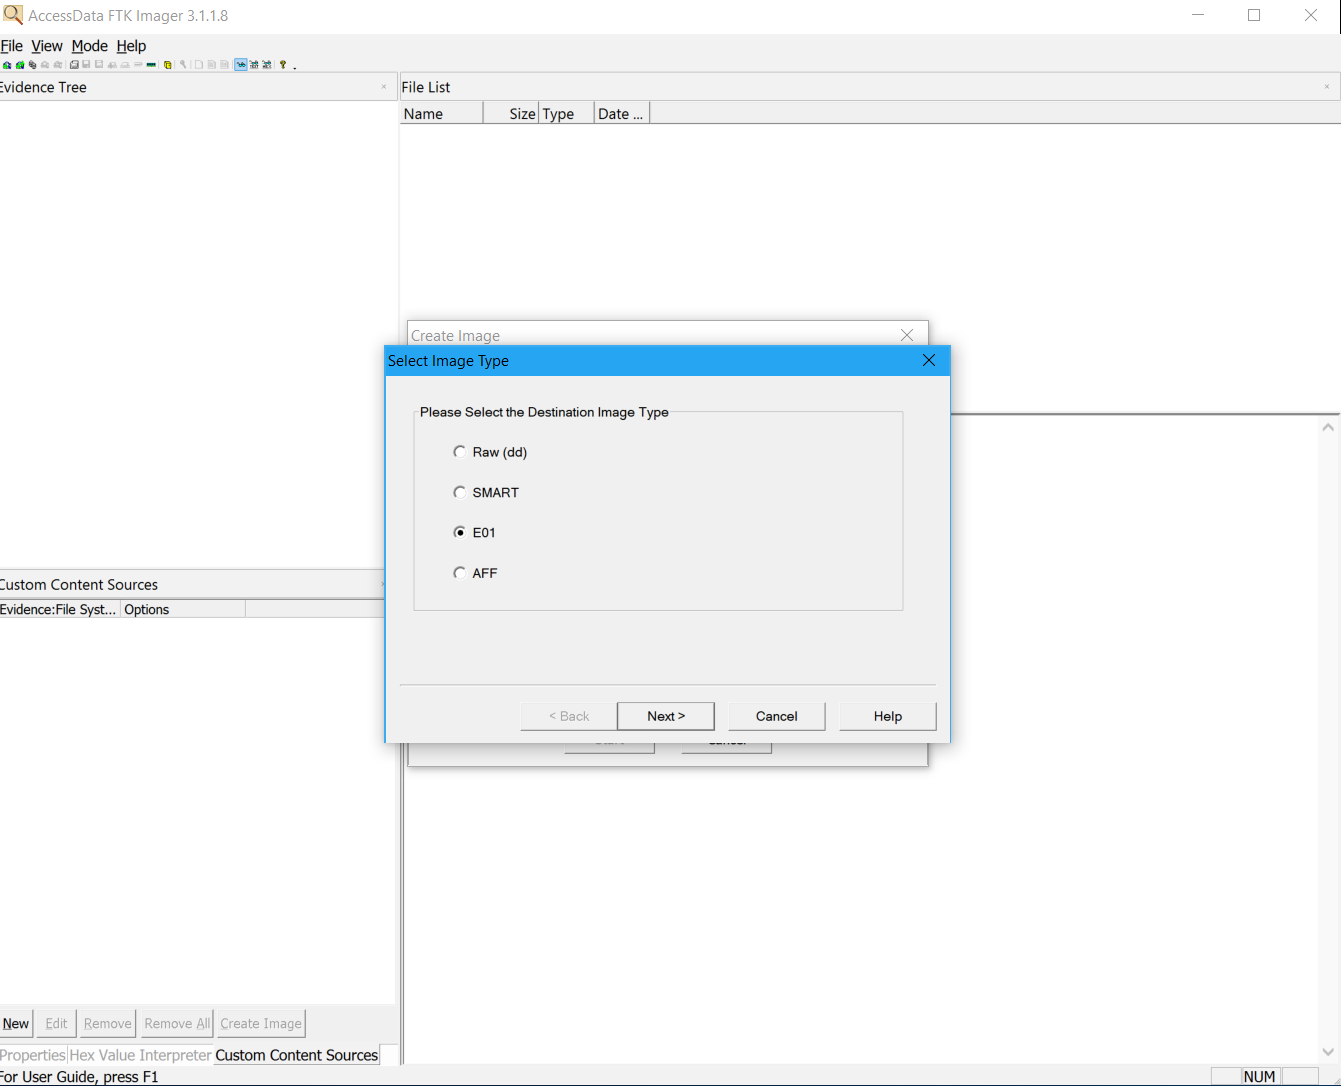 AccessData FTK Imager 3.1.1.8
File View Mode Help
Evidence Tree
File List
Name Size Type Date ...
Create Image
Select Image Type
Please Select the Destination Image Type
Raw (dd)
SMART
E01
AFF
Custom Content Sources
Evidence:File Syst... Options
< Back Next > Cancel Help
Cancel
New Edit Remove Remove All Create Image
Properties Hex Value Interpreter Custom Content Sources
For User Guide, press F1
NUM